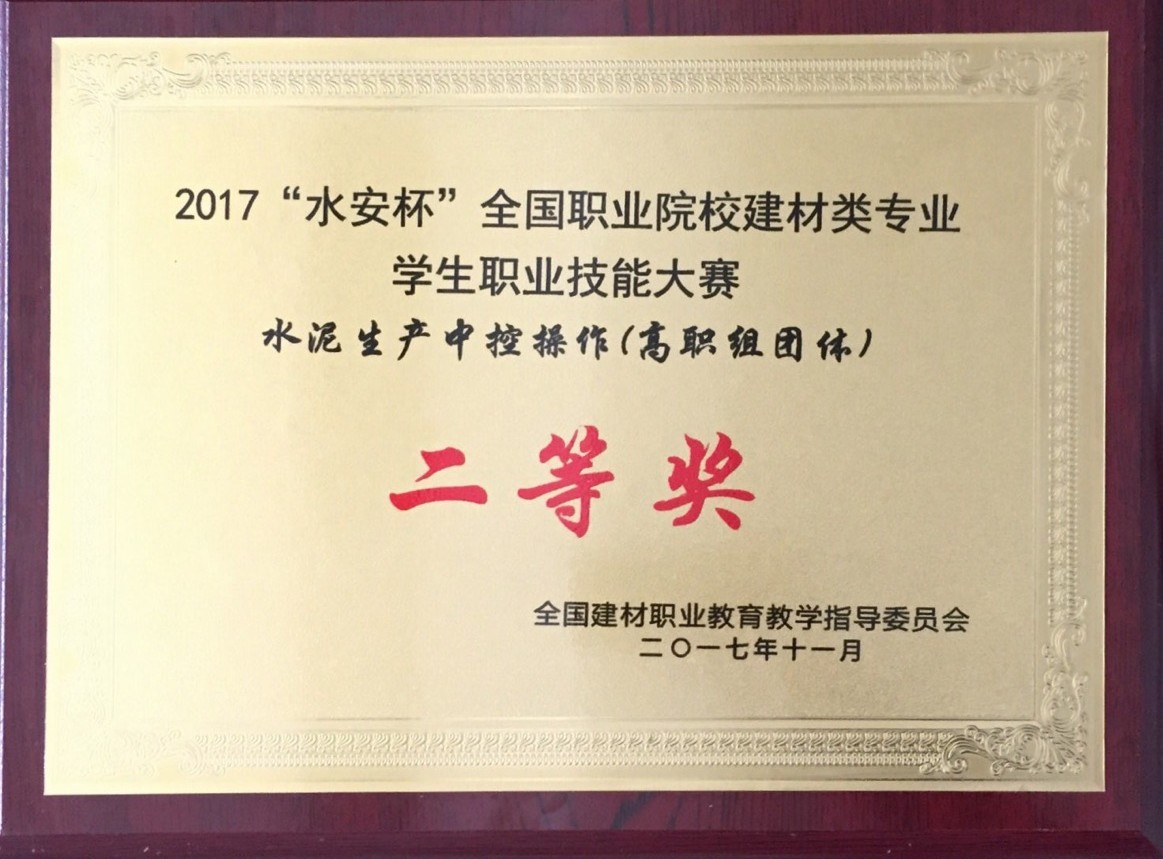 2017“水安杯”全国职业院校建材类专业
学生职业技能大赛
水泥生产中控操作(高职组团体)
二等奖
全国建材职业教育教学指导委员会
二〇一七年十一月